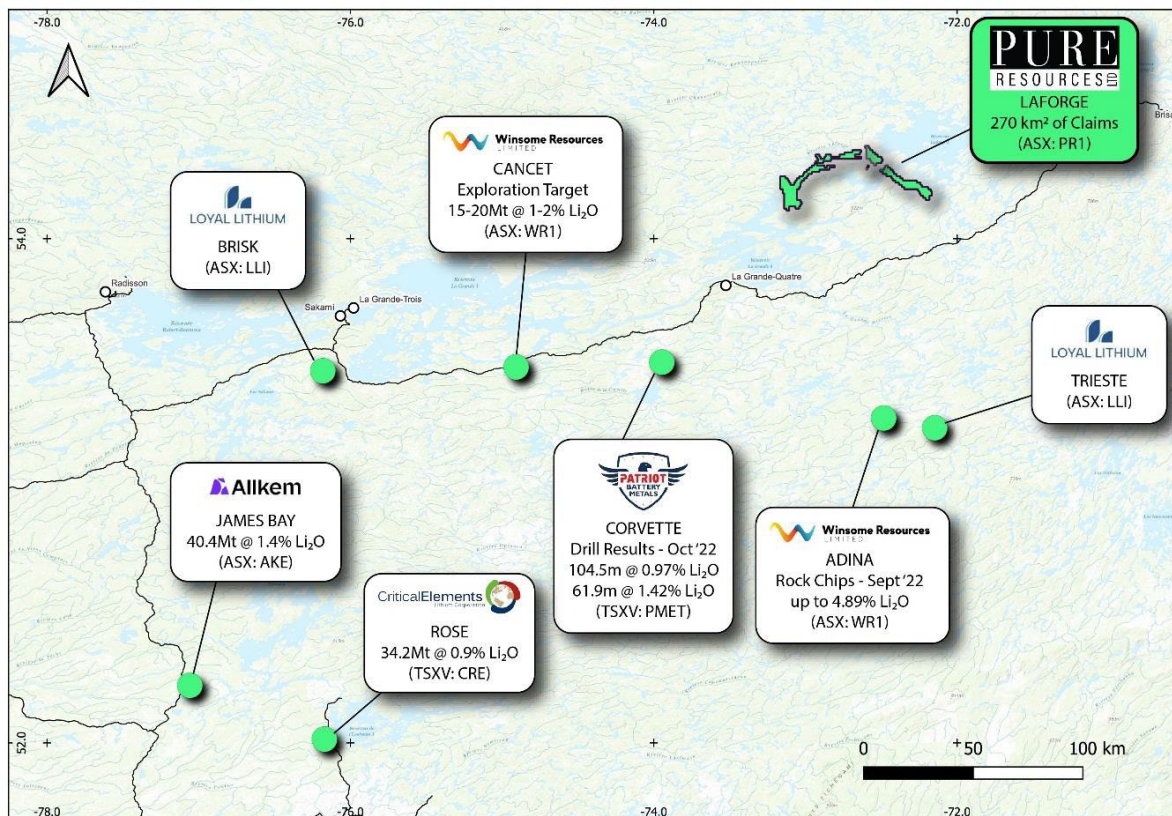 -78.0
-76.0
-74.0
-72.0
PURE
RESOURCES LTD
LAFORGE
270 km² of Claims
(ASX: PR1)
Winsome Resources
LIMITED
CANCET
Exploration Target
15-20Mt @ 1-2% Li₂O
(ASX: WR1)
LOYAL LITHIUM
BRISK
(ASX: LLI)
54.0
54.0
Radisson
Sakami
La Grande-Trois
La Grande-Quatre
LOYAL LITHIUM
TRIESTE
(ASX: LLI)
Allkem
JAMES BAY
40.4Mt @ 1.4% Li₂O
(ASX: AKE)
PATRIOT
BATTERY
METALS
CORVETTE
Drill Results - Oct '22
104.5m @ 0.97% Li₂O
61.9m @ 1.42% Li₂O
(TSXV: PMET)
Winsome Resources
LIMITED
ADINA
Rock Chips - Sept '22
up to 4.89% Li₂O
(ASX: WR1)
CriticalElements
Lithium Corporation
ROSE
34.2Mt @ 0.9% Li₂O
(TSXV: CRE)
52.0
52.0
0 50 100 km
-78.0
-76.0
-74.0
-72.0